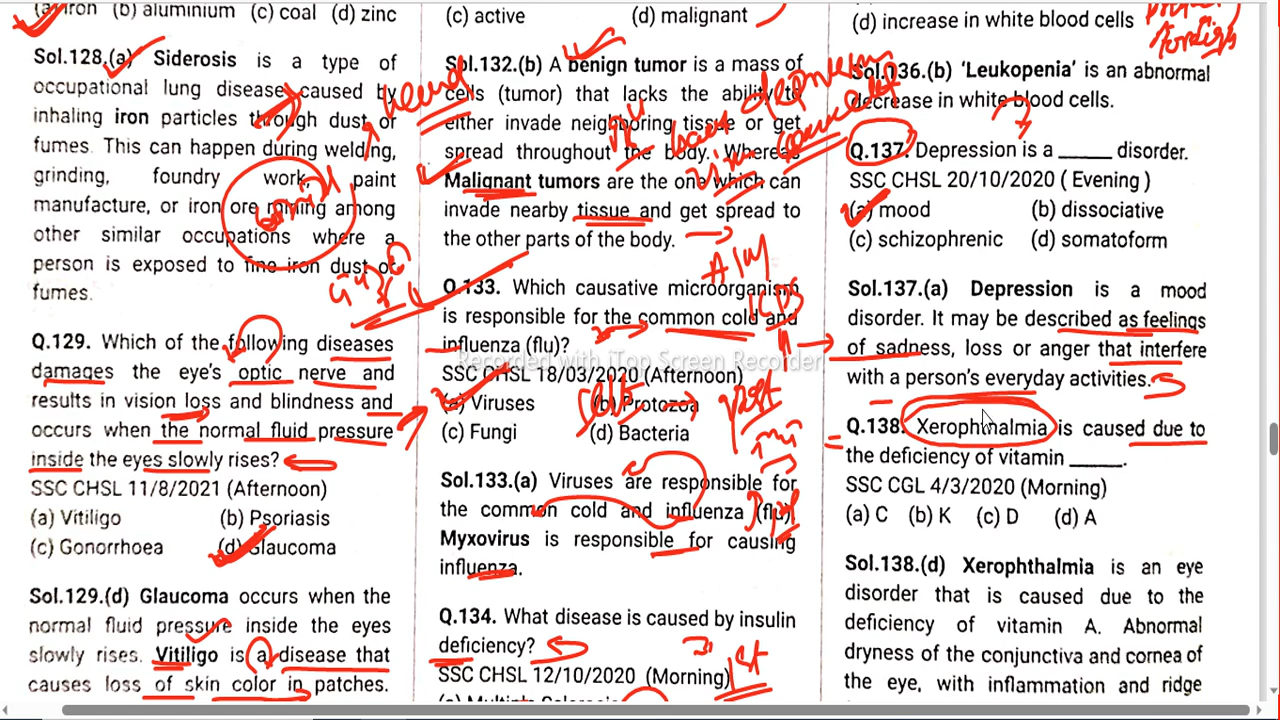 (a) iron (b) aluminium (c) coal (d) zinc
Sol.128.(a) Siderosis is a type of
occupational lung disease caused by
inhaling iron particles through dust or
fumes. This can happen during welding,
grinding, foundry work, paint
manufacture, or iron ore mining among
other similar occupations where a
person is exposed to fine iron dust or
fumes.
Q.129. Which of the following diseases
damages the eye's optic nerve and
results in vision loss and blindness and
occurs when the normal fluid pressure
inside the eyes slowly rises?
SSC CHSL 11/8/2021 (Afternoon)
(a) Vitiligo (b) Psoriasis
(c) Gonorrhoea (d) Glaucoma
Sol.129.(d) Glaucoma occurs when the
normal fluid pressure inside the eyes
slowly rises. Vitiligo is a disease that
causes loss of skin color in patches.
(c) active (d) malignant
Sol.132.(b) A benign tumor is a mass of
cells (tumor) that lacks the ability to
either invade neighboring tissue or get
spread throughout the body. Whereas
Malignant tumors are the one which can
invade nearby tissue and get spread to
the other parts of the body.
Q.133. Which causative microorganism
is responsible for the common cold and
influenza (flu)?
Recorded with iTop Screen Recorder
SSC CHSL 18/03/2020 (Afternoon)
(a) Viruses (b) Protozoa
(c) Fungi (d) Bacteria
Sol.133.(a) Viruses are responsible for
the common cold and influenza (flu).
Myxovirus is responsible for causing
influenza.
Q.134. What disease is caused by insulin
deficiency?
SSC CHSL 12/10/2020 (Morning)
(d) increase in white blood cells
Sol.136.(b) 'Leukopenia' is an abnormal
decrease in white blood cells.
Q.137. Depression is a _____ disorder.
SSC CHSL 20/10/2020 ( Evening )
(a) mood (b) dissociative
(c) schizophrenic (d) somatoform
Sol.137.(a) Depression is a mood
disorder. It may be described as feelings
of sadness, loss or anger that interfere
with a person's everyday activities.
Q.138. Xerophthalmia is caused due to
the deficiency of vitamin _____.
SSC CGL 4/3/2020 (Morning)
(a) C (b) K (c) D (d) A
Sol.138.(d) Xerophthalmia is an eye
disorder that is caused due to the
deficiency of vitamin A. Abnormal
dryness of the conjunctiva and cornea of
the eye, with inflammation and ridge